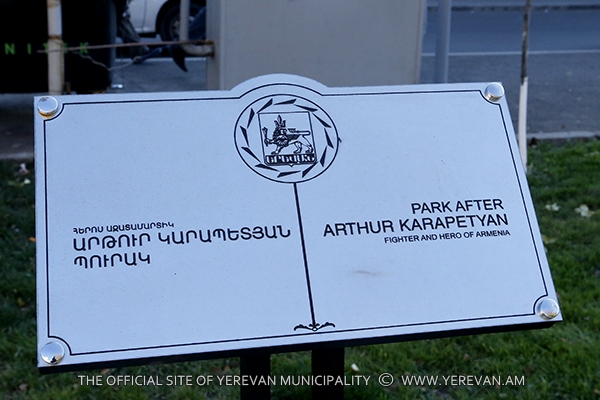 NITEK
ԵՐԵՎԱՆ
ՀԵՐՈՍ ԱԶԱՏԱՄԱՐՏԻԿ
ԱՐԹՈՒՐ ԿԱՐԱՊԵՏՅԱՆ
ՊՈՒՐԱԿ
PARK AFTER
ARTHUR KARAPETYAN
FIGHTER AND HERO OF ARMENIA
THE OFFICIAL SITE OF YEREVAN MUNICIPALITY © WWW.YEREVAN.AM